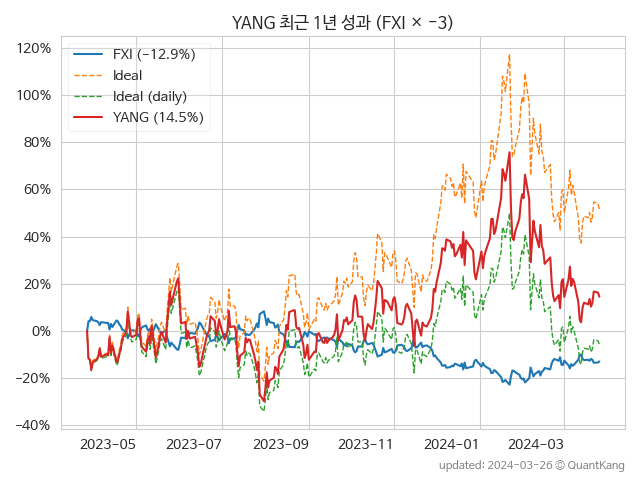 YANG 최근 1년 성과 (FXI × -3)
FXI (-12.9%)
Ideal
Ideal (daily)
YANG (14.5%)
120%
100%
80%
60%
40%
20%
0%
-20%
-40%
2023-05 2023-07 2023-09 2023-11 2024-01 2024-03
updated: 2024-03-26 ⓒ QuantKang